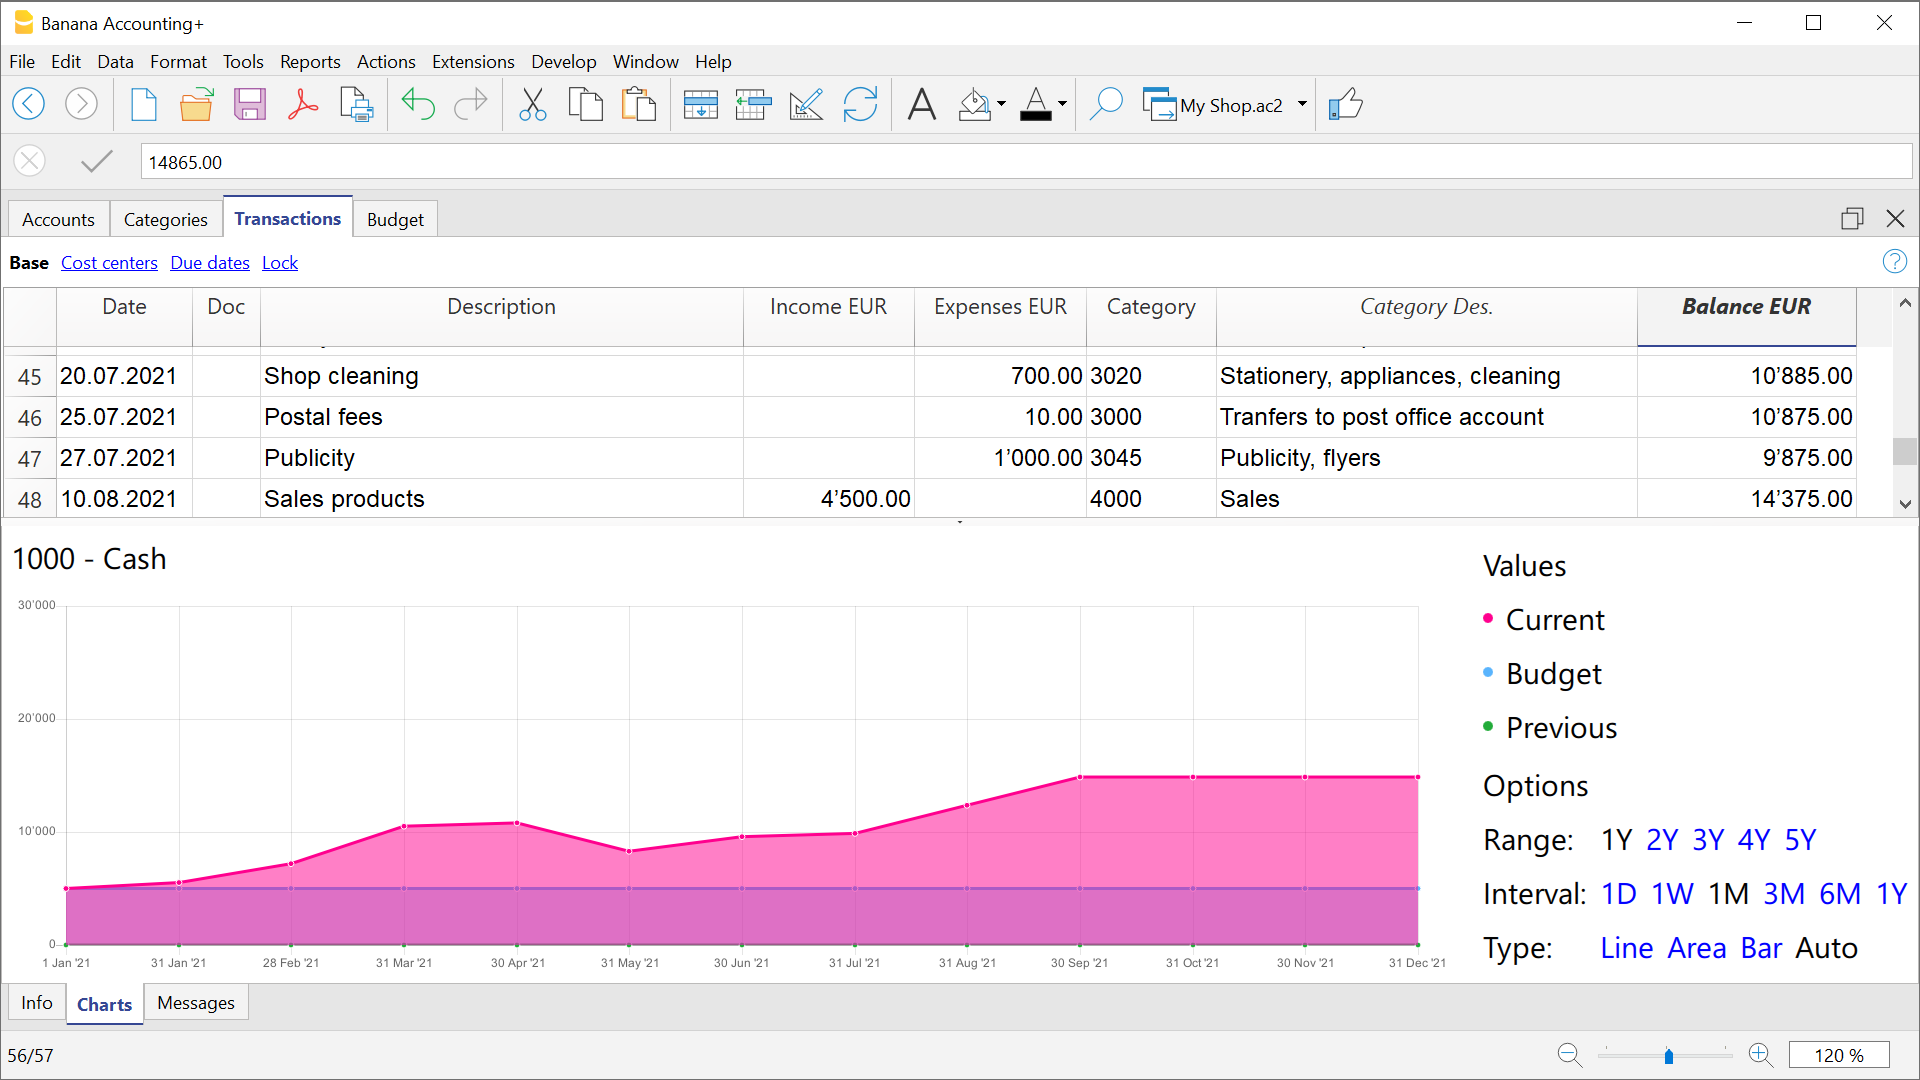 Banana Accounting+
File Edit Data Format Tools Reports Actions Extensions Develop Window Help
A A My Shop.ac2
14865.00
Accounts Categories Transactions Budget
Base Cost centers Due dates Lock ?
Date Doc Description Income EUR Expenses EUR Category Category Des. Balance EUR
45 20.07.2021 Shop cleaning 700.00 3020 Stationery, appliances, cleaning 10’885.00
46 25.07.2021 Postal fees 10.00 3000 Tranfers to post office account 10’875.00
47 27.07.2021 Publicity 1’000.00 3045 Publicity, flyers 9’875.00
48 10.08.2021 Sales products 4’500.00 4000 Sales 14’375.00
1000 - Cash
30'000
20'000
10'000
0
1 Jan '21 31 Jan '21 28 Feb '21 31 Mar '21 30 Apr '21 31 May '21 30 Jun '21 31 Jul '21 31 Aug '21 30 Sep '21 31 Oct '21 30 Nov '21 31 Dec '21
Values
Current
Budget
Previous
Options
Range: 1Y 2Y 3Y 4Y 5Y
Interval: 1D 1W 1M 3M 6M 1Y
Type: Line Area Bar Auto
Info Charts Messages
56/57 120 %